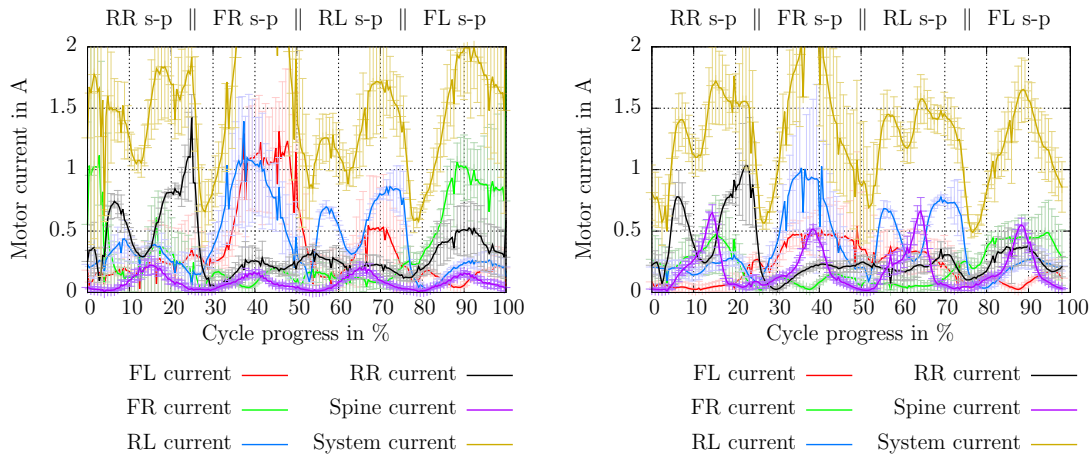 RR s-p || FR s-p || RL s-p || FL s-p
Motor current in A
2
1.5
1
0.5
0
0 10 20 30 40 50 60 70 80 90 100
Cycle progress in %
FL current
RR current
FR current
Spine current
RL current
System current
RR s-p || FR s-p || RL s-p || FL s-p
Motor current in A
2
1.5
1
0.5
0
0 10 20 30 40 50 60 70 80 90 100
Cycle progress in %
FL current
RR current
FR current
Spine current
RL current
System current